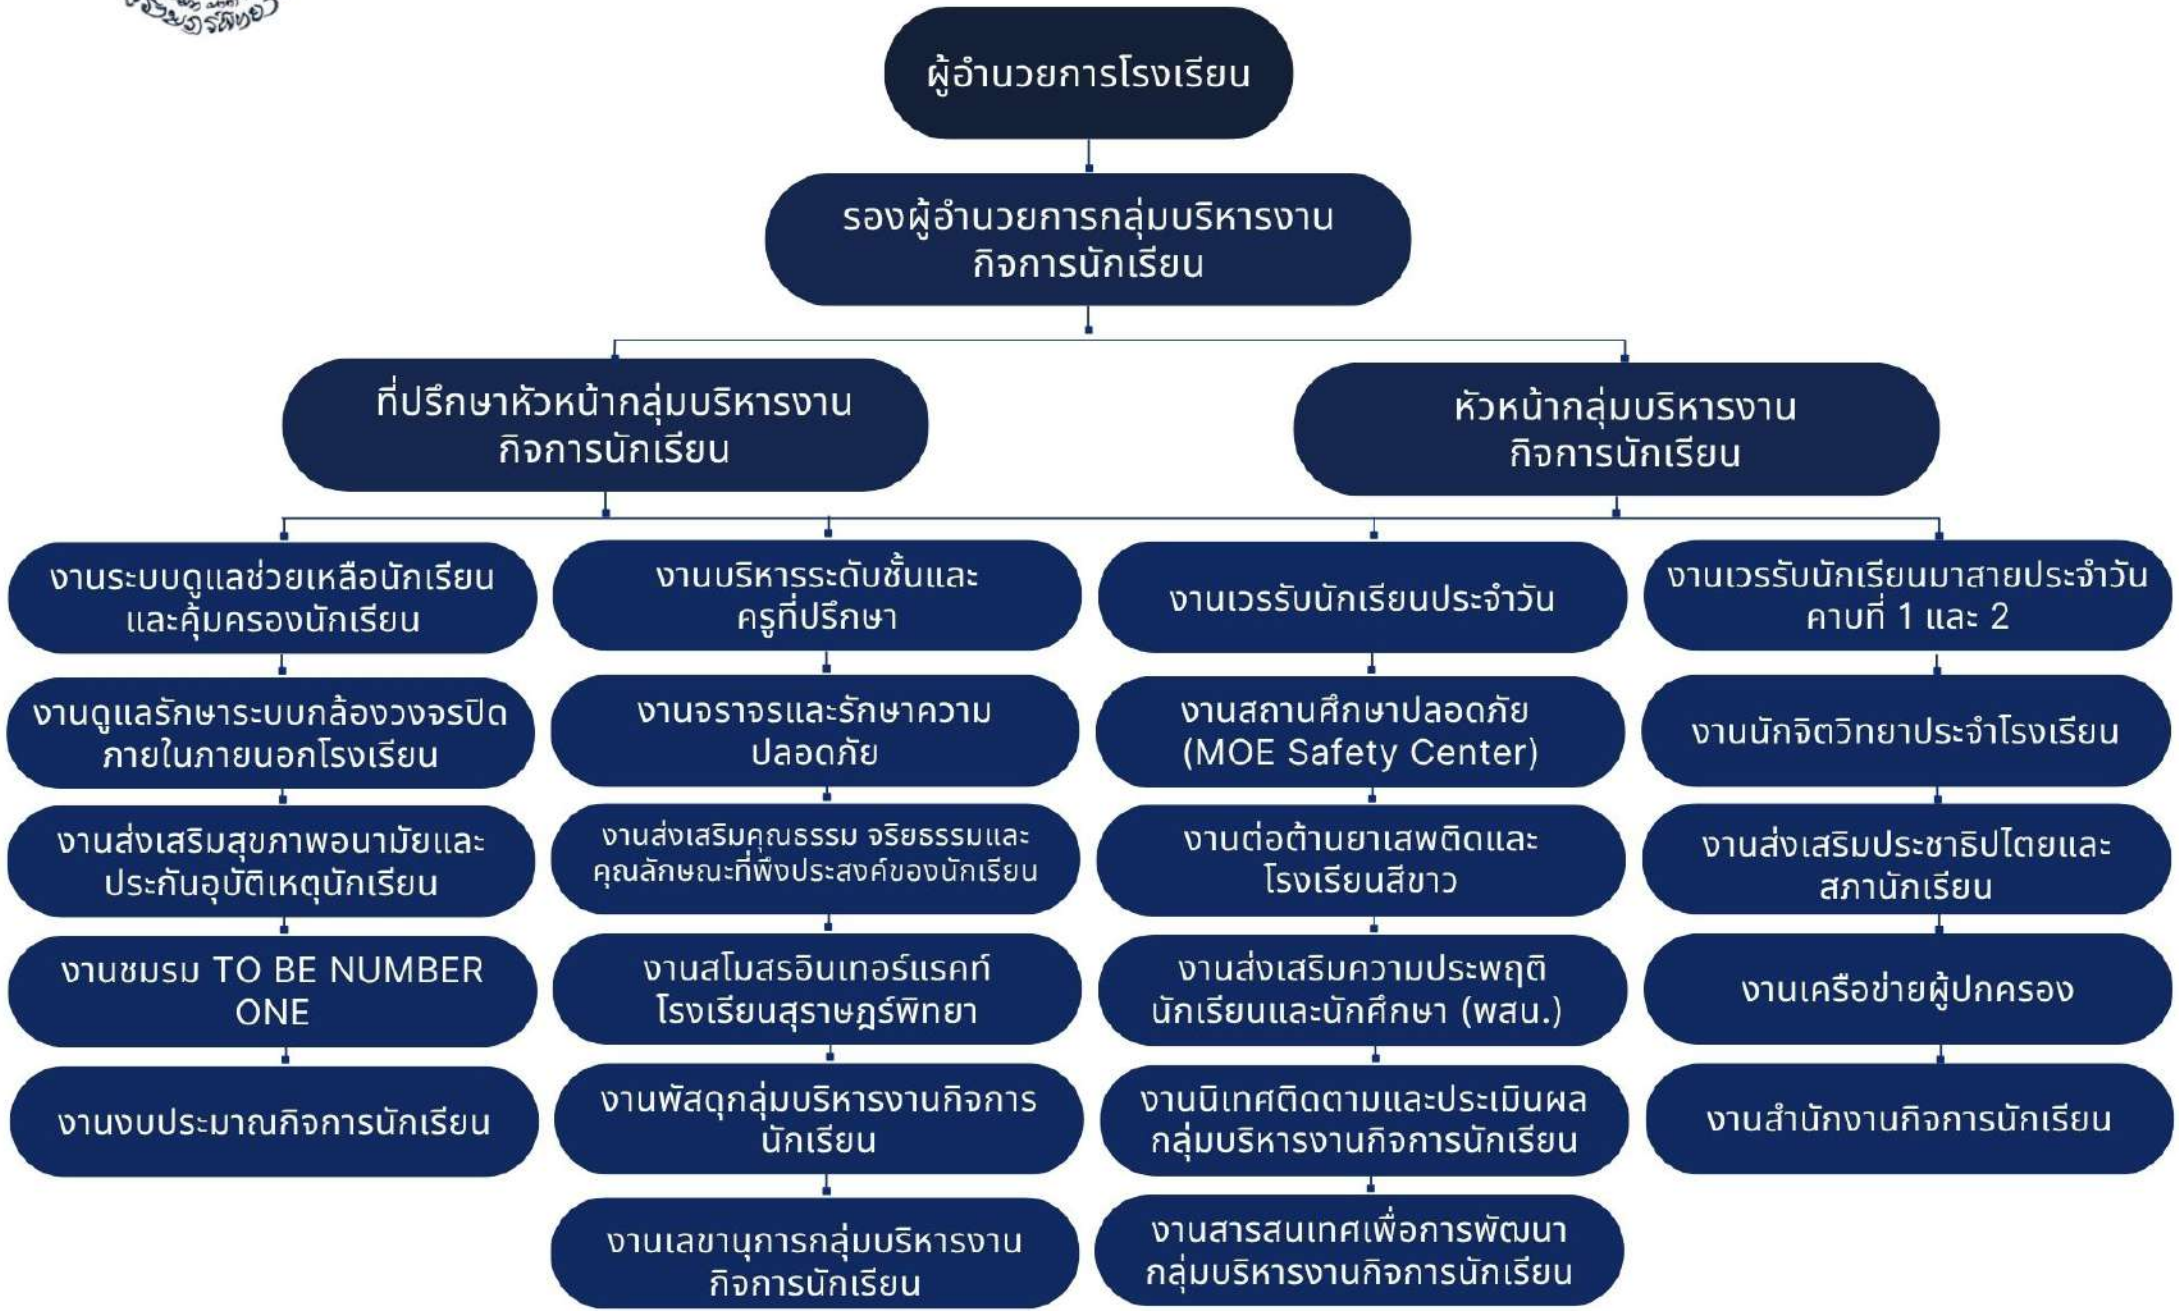 ผู้อำนวยการโรงเรียน
รองผู้อำนวยการกลุ่มบริหารงาน
กิจการนักเรียน
ที่ปรึกษาหัวหน้ากลุ่มบริหารงาน
กิจการนักเรียน
หัวหน้ากลุ่มบริหารงาน
กิจการนักเรียน
งานระบบดูแลช่วยเหลือนักเรียน
และคุ้มครองนักเรียน
งานบริหารระดับชั้นและ
ครูที่ปรึกษา
งานเวรรับนักเรียนประจำวัน
งานเวรรับนักเรียนมาสายประจำวัน
คาบที่ 1 และ 2
งานดูแลรักษาระบบกล้องวงจรปิด
ภายในภายนอกโรงเรียน
งานจราจรและรักษาความ
ปลอดภัย
งานสถานศึกษาปลอดภัย
(MOE Safety Center)
งานนักจิตวิทยาประจำโรงเรียน
งานส่งเสริมสุขภาพอนามัยและ
ประกันอุบัติเหตุนักเรียน
งานส่งเสริมคุณธรรม จริยธรรมและ
คุณลักษณะที่พึงประสงค์ของนักเรียน
งานต่อต้านยาเสพติดและ
โรงเรียนสีขาว
งานส่งเสริมประชาธิปไตยและ
สภานักเรียน
งานชมรม TO BE NUMBER
ONE
งานสโมสรอินเทอร์แรคท์
โรงเรียนสุราษฎร์พิทยา
งานส่งเสริมความประพฤติ
นักเรียนและนักศึกษา (พสน.)
งานเครือข่ายผู้ปกครอง
งานงบประมาณกิจการนักเรียน
งานพัสดุกลุ่มบริหารงานกิจการ
นักเรียน
งานนิเทศติดตามและประเมินผล
กลุ่มบริหารงานกิจการนักเรียน
งานสำนักงานกิจการนักเรียน
งานเลขานุการกลุ่มบริหารงาน
กิจการนักเรียน
งานสารสนเทศเพื่อการพัฒนา
กลุ่มบริหารงานกิจการนักเรียน